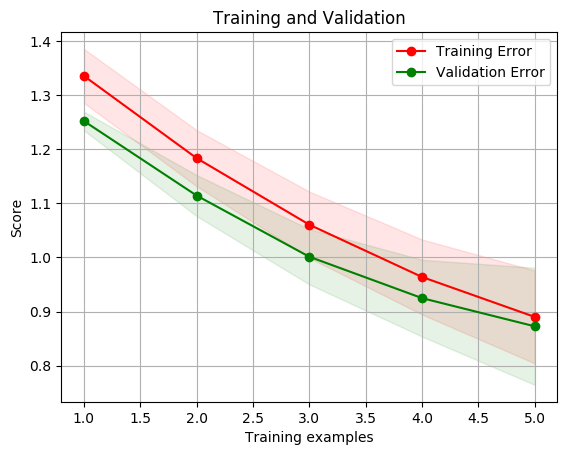 Training and Validation
Training Error
Validation Error
Score
1.4
1.3
1.2
1.1
1.0
0.9
0.8
1.0 1.5 2.0 2.5 3.0 3.5 4.0 4.5 5.0
Training examples